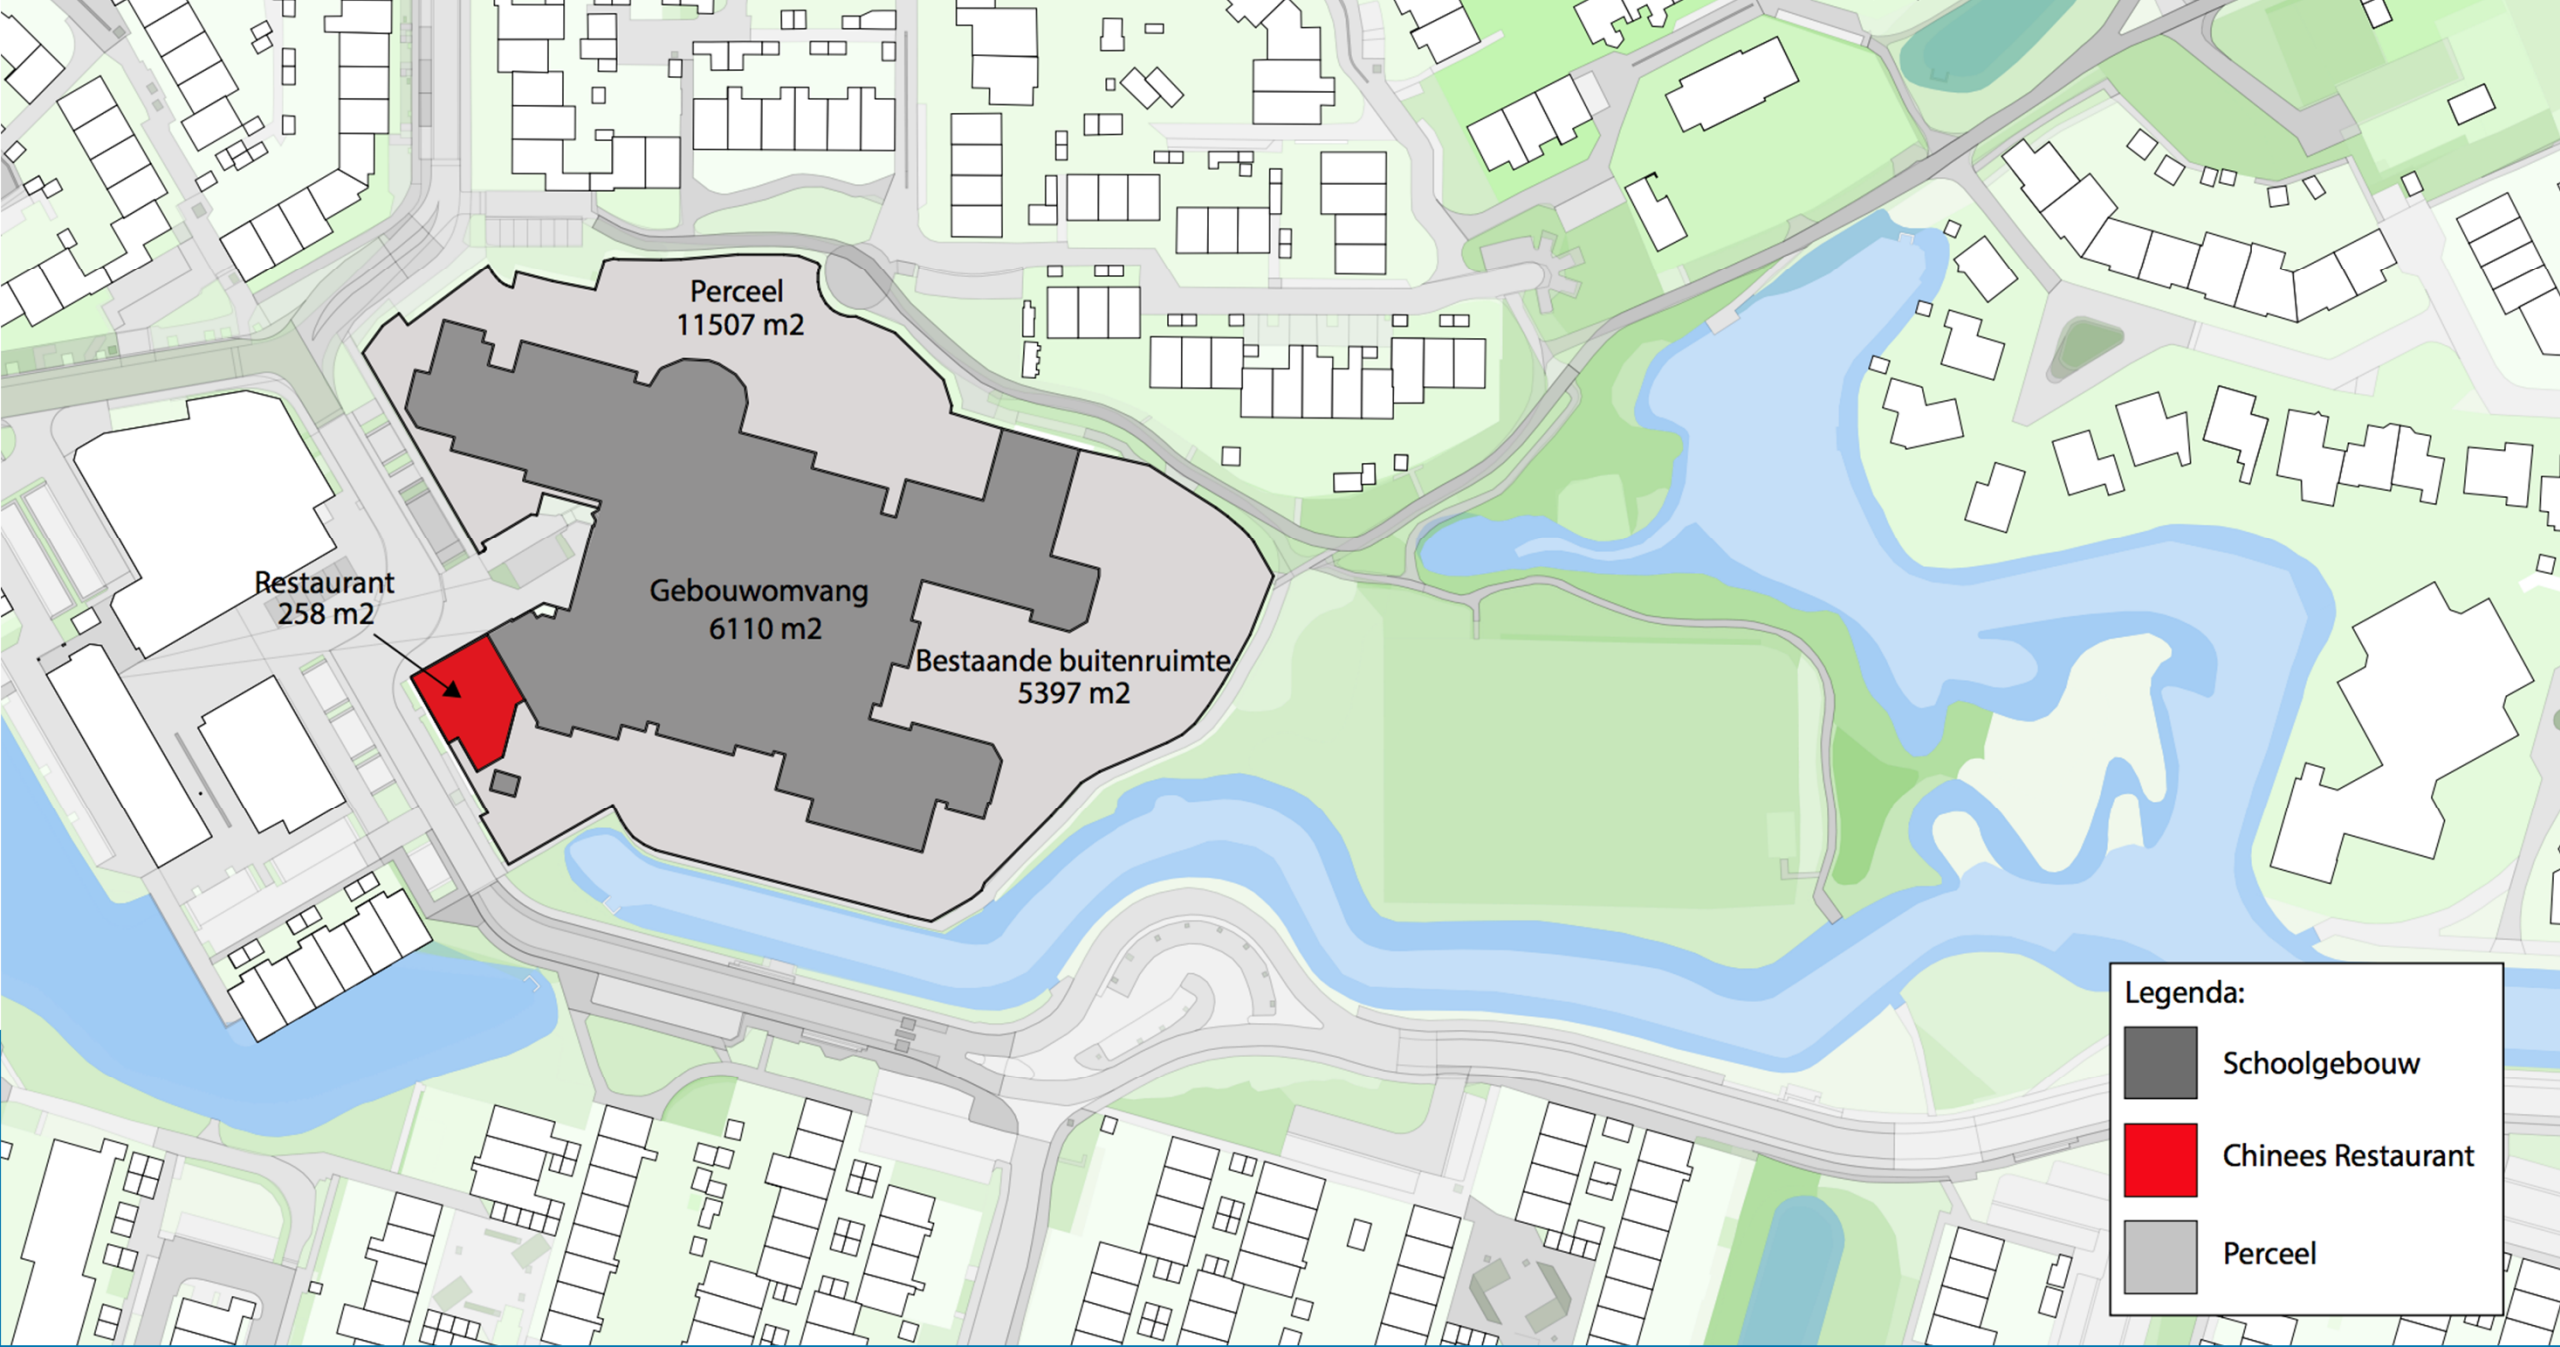 Perceel
11507 m2
Restaurant
258 m2
Gebouwomvang
6110 m2
Bestaande buitenruimte
5397 m2
Legenda:
Schoolgebouw
Chinees Restaurant
Perceel